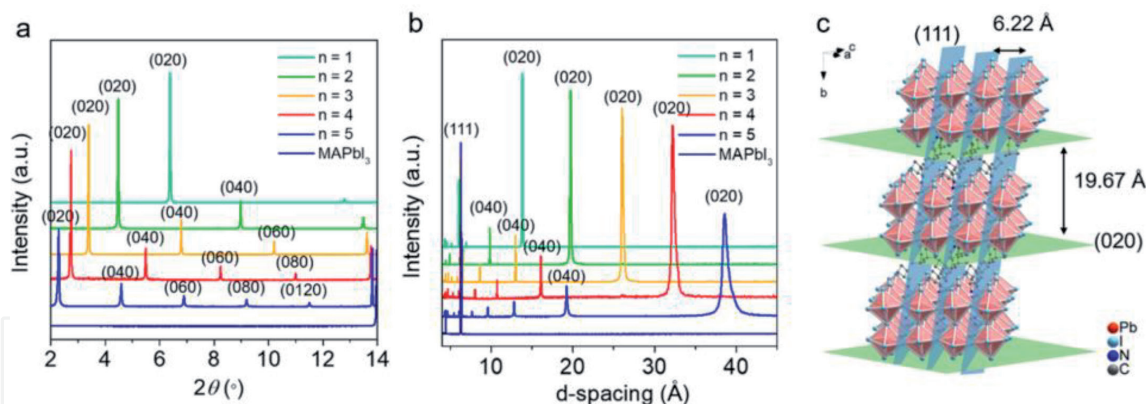 a
(020)
(020)
(020)
(020)
(020)
(040)
(040)
(060)
(040)
(060)
(080)
(040)
(060)
(080)
(0120)
n = 1
n = 2
n = 3
n = 4
n = 5
MAPbI3
Intensity (a.u.)
2 4 6 8 10 12 14
2θ (°)
b
(020)
(020)
(020)
(020)
(020)
(111)
(040)
(040)
(040)
(040)
n = 1
n = 2
n = 3
n = 4
n = 5
MAPbI3
Intensity (a.u.)
10 20 30 40
d-spacing (Å)
c
(111)
6.22 Å
c
a
b
19.67 Å
(020)
Pb
I
N
C